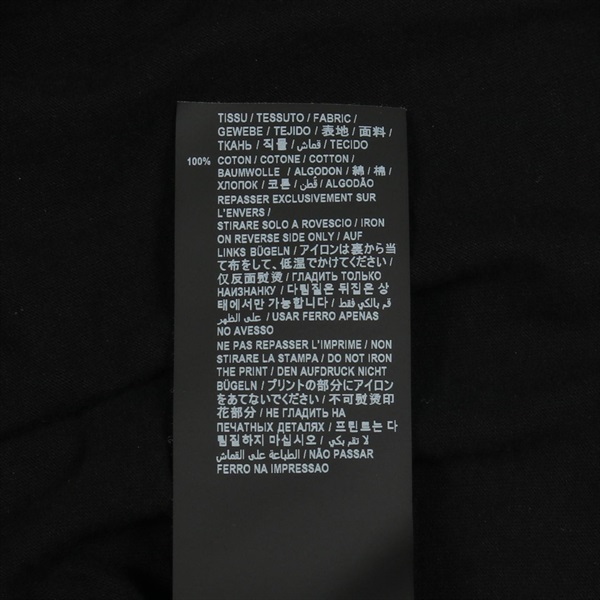 TISSU / TESSUTO / FABRIC /
GEWEBE / TEJIDO / 表地 / 面料 /
ТКАНЬ / 직물 / قماش / TECIDO
100% COTON / COTONE / COTTON /
BAUMWOLLE / ALGODON / 綿 / 棉 /
ХЛОПОК / 코튼 / قُطن / ALGODÃO
REPASSER EXCLUSIVEMENT SUR
L'ENVERS /
STIRARE SOLO A ROVESCIO / IRON
ON REVERSE SIDE ONLY / AUF
LINKS BÜGELN / アイロンは裏から当
て布をして、低温でかけてください
/ 仅反面熨烫 / ГЛАДИТЬ ТОЛЬКО
НАИЗНАНКУ / 다림질은 뒤집은 상
태에서만 가능합니다 / قم بالكي فقط
على الظهر / USAR FERRO APENAS
NO AVESSO
NE PAS REPASSER L'IMPRIME / NON
STIRARE LA STAMPA / DO NOT IRON
THE PRINT / DEN AUFDRUCK NICHT
BÜGELN / プリントの部分にアイロン
をあてないでください / 不可熨烫印
花部分 / НЕ ГЛАДИТЬ НА
ПЕЧАТНЫХ ДЕТАЛЯХ / 프린트는 다
림질하지 마십시오 / لا تقم بكي
الطباعة على القماش / NÃO PASSAR
FERRO NA IMPRESSAO